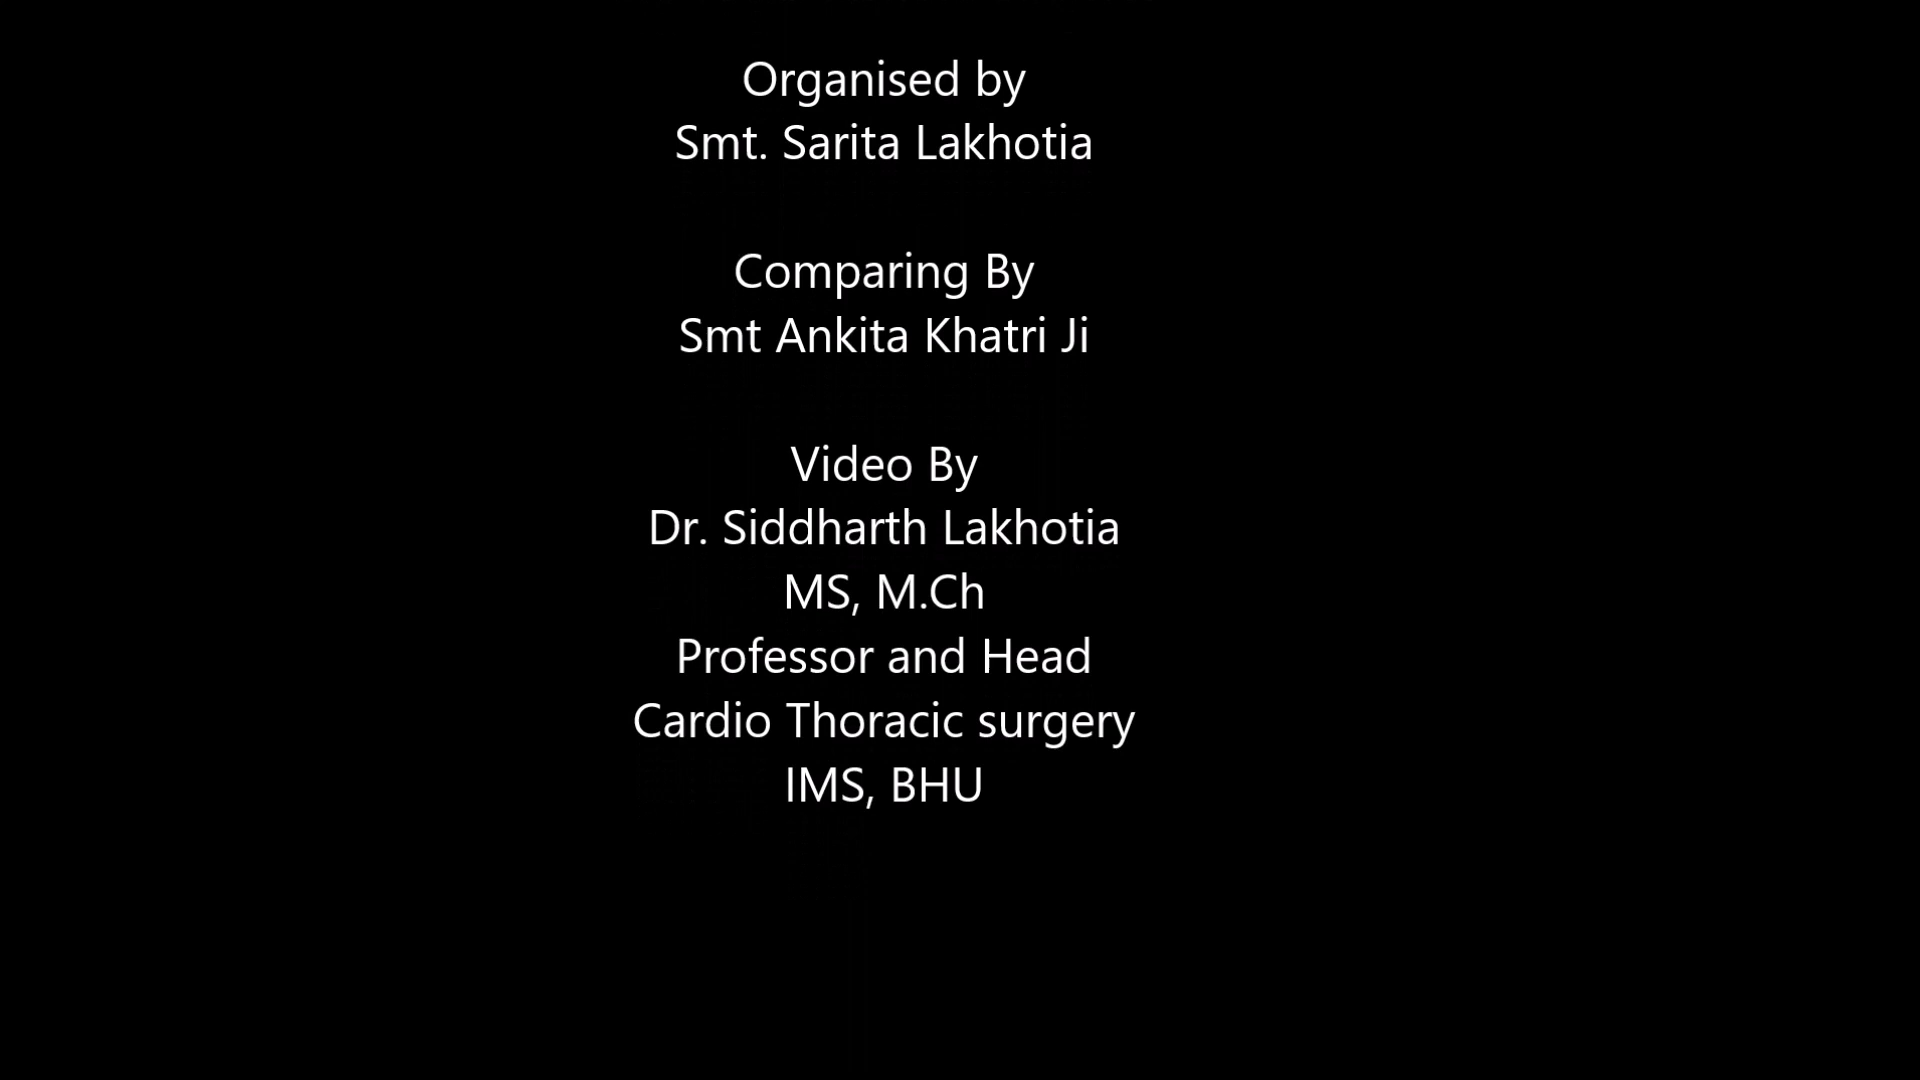 Organised by
Smt. Sarita Lakhotia
Comparing By
Smt Ankita Khatri Ji
Video By
Dr. Siddharth Lakhotia
MS, M.Ch
Professor and Head
Cardio Thoracic surgery
IMS, BHU